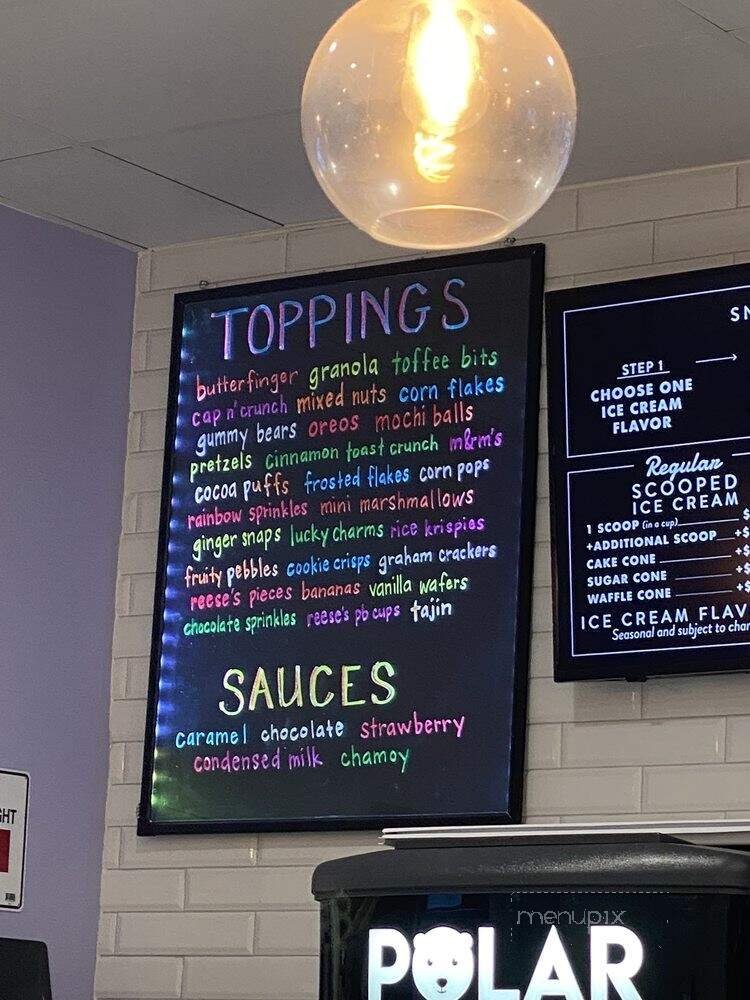 TOPPINGS
butterfinger granola toffee bits
cap n' crunch mixed nuts corn flakes
gummy bears oreos mochi balls
pretzels cinnamon toast crunch m&m's
cocoa puffs frosted flakes corn pops
rainbow sprinkles mini marshmallows
ginger snaps lucky charms rice krispies
fruity pebbles cookie crisps graham crackers
reese's pieces bananas vanilla wafers
chocolate sprinkles reese's pb cups tajin
SAUCES
caramel chocolate strawberry
condensed milk chamoy
STEP 1
CHOOSE ONE
ICE CREAM
FLAVOR
Regular
SCOOPED
ICE CREAM
1 SCOOP (in a cup) $
+ADDITIONAL SCOOP +$
CAKE CONE +$
SUGAR CONE +$
WAFFLE CONE +$
ICE CREAM FLAV
Seasonal and subject to chan
menupix
POLAR